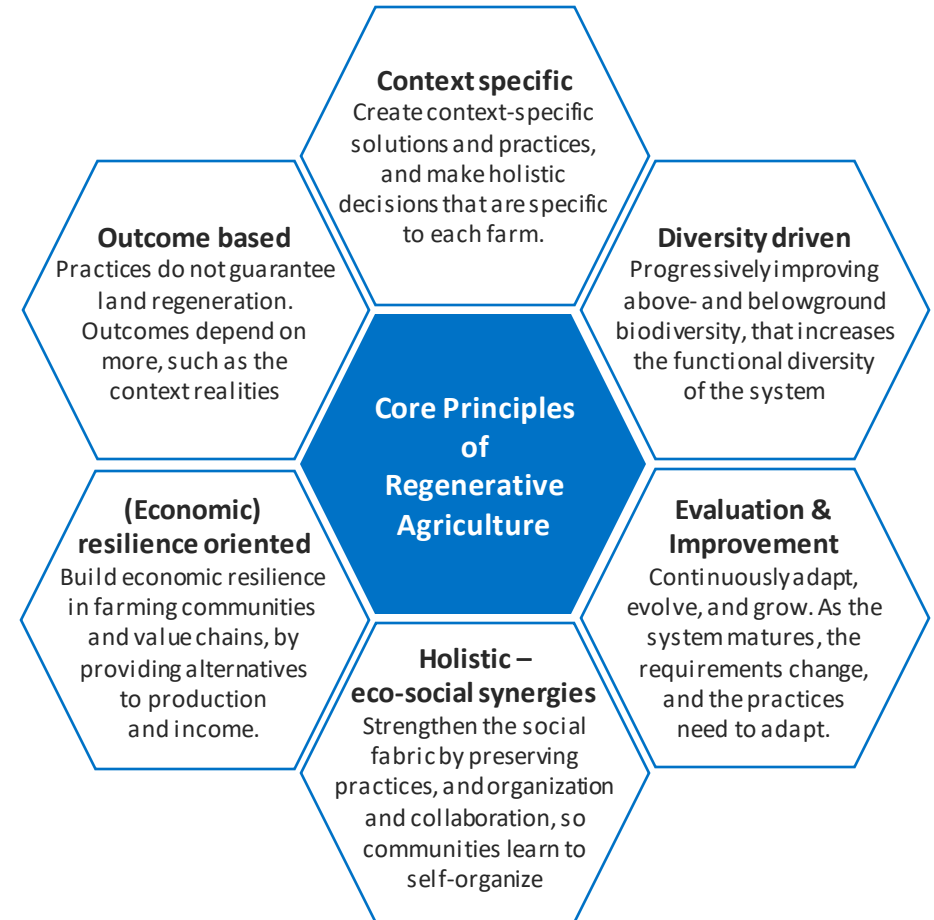 Context specific
Create context-specific
solutions and practices,
and make holistic
decisions that are specific
to each farm.
Outcome based
Practices do not guarantee
land regeneration.
Outcomes depend on
more, such as the
context realities
Diversity driven
Progressively improving
above- and belowground
biodiversity, that increases
the functional diversity
of the system
Core Principles
of
Regenerative
Agriculture
(Economic)
resilience oriented
Build economic resilience
in farming communities
and value chains, by
providing alternatives
to production
and income.
Evaluation &
Improvement
Continuously adapt,
evolve, and grow. As the
system matures, the
requirements change,
and the practices
need to adapt.
Holistic –
eco-social synergies
Strengthen the social
fabric by preserving
practices, and organization
and collaboration, so
communities learn to
self-organize